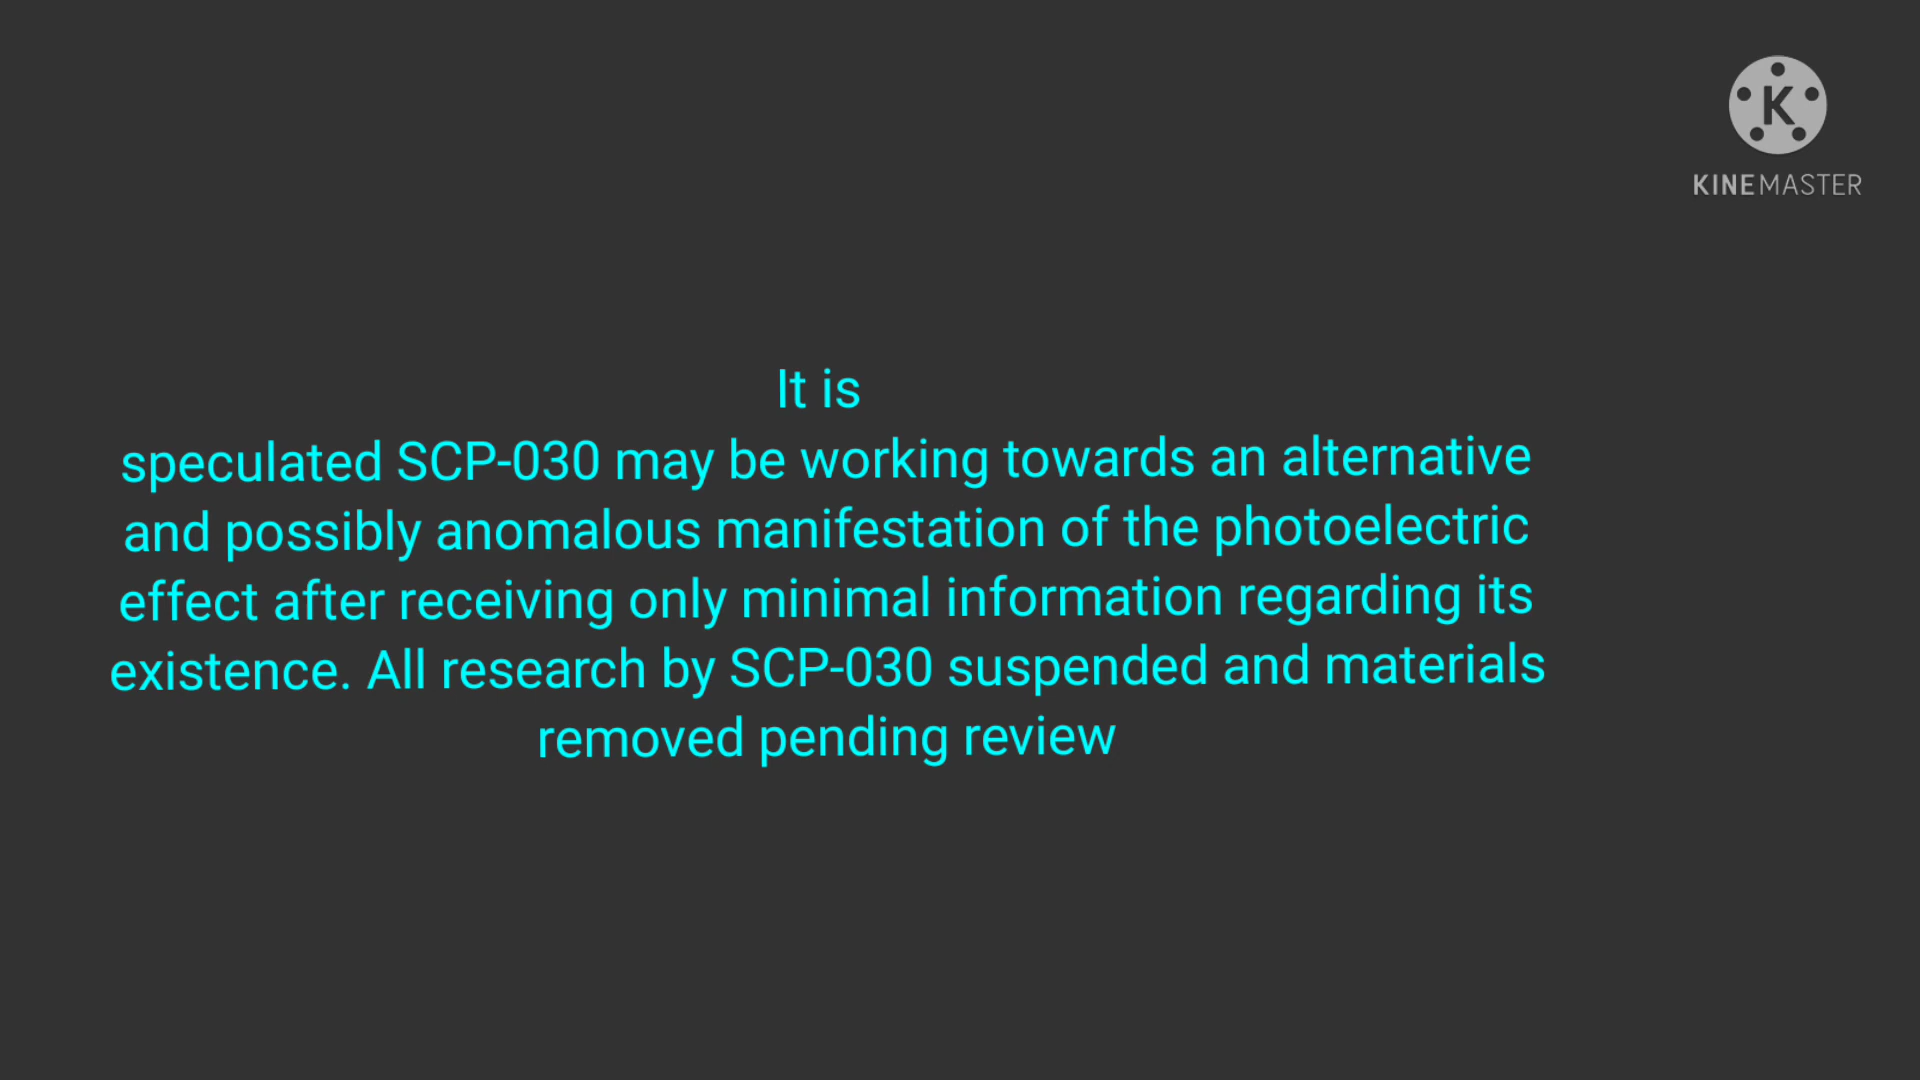 K
KINEMASTER
It is
speculated SCP-030 may be working towards an alternative
and possibly anomalous manifestation of the photoelectric
effect after receiving only minimal information regarding its
existence. All research by SCP-030 suspended and materials
removed pending review